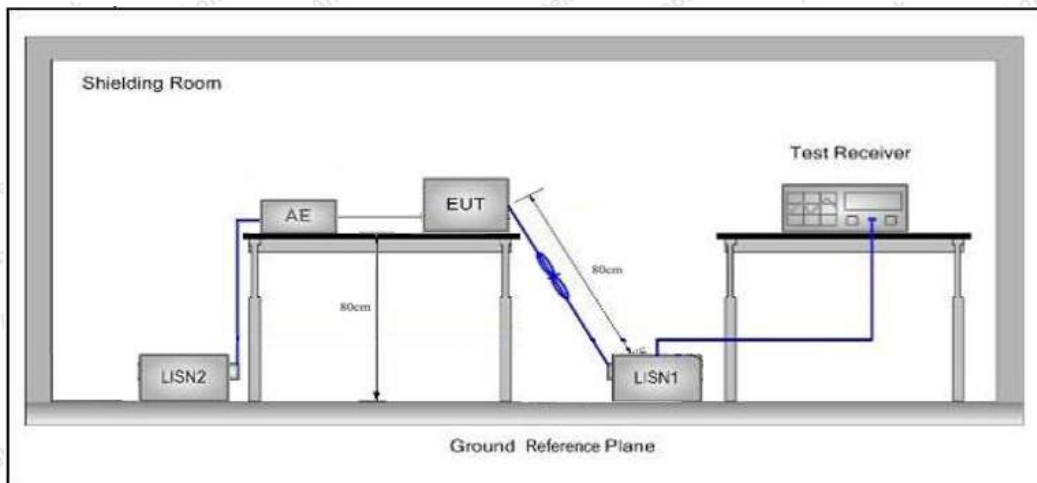 Shielding Room
Test Receiver
AE
EUT
80cm
80cm
LISN2
LISN1
Ground Reference Plane